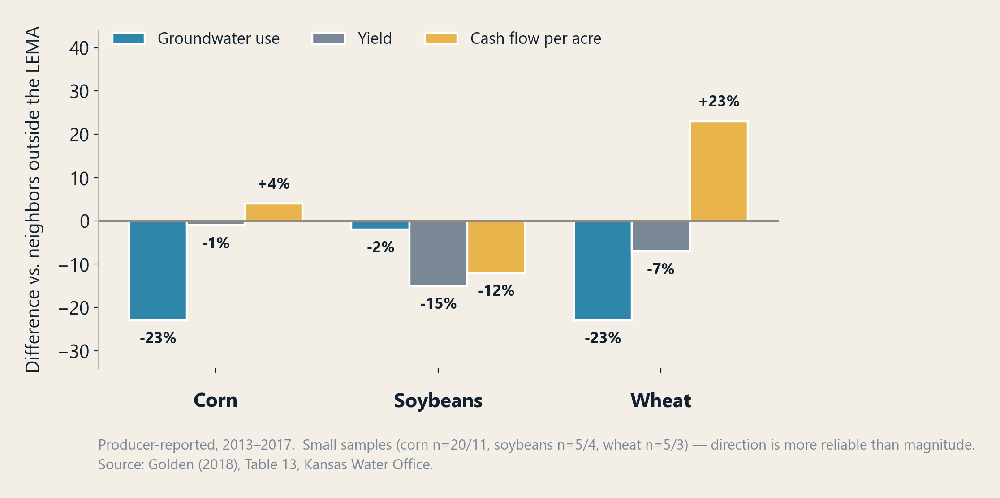 Groundwater use
Yield
Cash flow per acre
Difference vs. neighbors outside the LEMA
40
30
20
10
0
−10
−20
−30
-23%
-1%
+4%
-2%
-15%
-12%
-23%
-7%
+23%
Corn
Soybeans
Wheat
Producer-reported, 2013–2017.  Small samples (corn n=20/11, soybeans n=5/4, wheat n=5/3) — direction is more reliable than magnitude.
Source: Golden (2018), Table 13, Kansas Water Office.